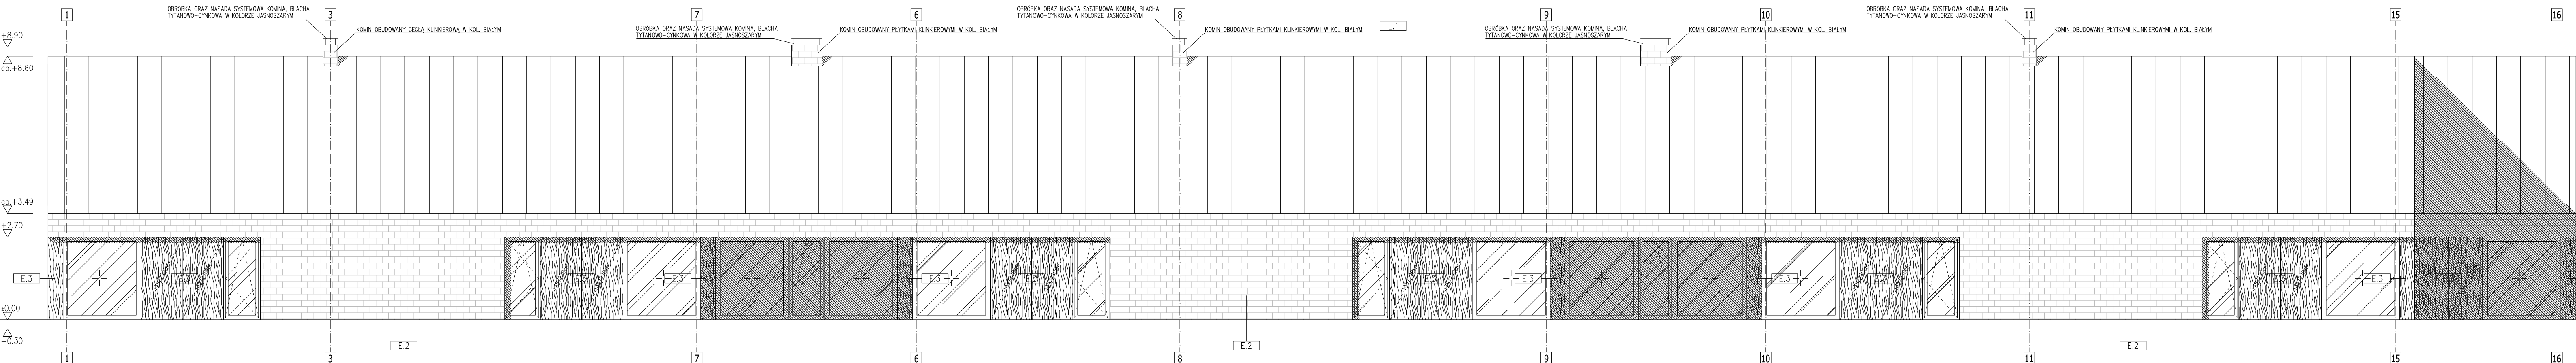 1
OBRÓBKA ORAZ NASADA SYSTEMOWA KOMINA, BLACHA
TYTANOWO-CYNKOWA W KOLORZE JASNOSZARYM
3
KOMIN OBUDOWANY CEGŁĄ KLINKIEROWĄ W KOL. BIAŁYM
7
OBRÓBKA ORAZ NASADA SYSTEMOWA KOMINA, BLACHA
TYTANOWO-CYNKOWA W KOLORZE JASNOSZARYM
6
KOMIN OBUDOWANY PŁYTKAMI KLINKIEROWYMI W KOL. BIAŁYM
OBRÓBKA ORAZ NASADA SYSTEMOWA KOMINA, BLACHA
TYTANOWO-CYNKOWA W KOLORZE JASNOSZARYM
8
KOMIN OBUDOWANY PŁYTKAMI KLINKIEROWYMI W KOL. BIAŁYM
E.1
OBRÓBKA ORAZ NASADA SYSTEMOWA KOMINA, BLACHA
TYTANOWO-CYNKOWA W KOLORZE JASNOSZARYM
9
KOMIN OBUDOWANY PŁYTKAMI KLINKIEROWYMI W KOL. BIAŁYM
10
OBRÓBKA ORAZ NASADA SYSTEMOWA KOMINA, BLACHA
TYTANOWO-CYNKOWA W KOLORZE JASNOSZARYM
11
KOMIN OBUDOWANY PŁYTKAMI KLINKIEROWYMI W KOL. BIAŁYM
15
16
+8.90
ca.+8.60
ca.+3.49
+2.70
E.3
E.3
E.3
E.3
E.3
E.3
±0.00
-0.30
E.2
E.2
E.2
1
3
7
6
8
9
10
11
15
16